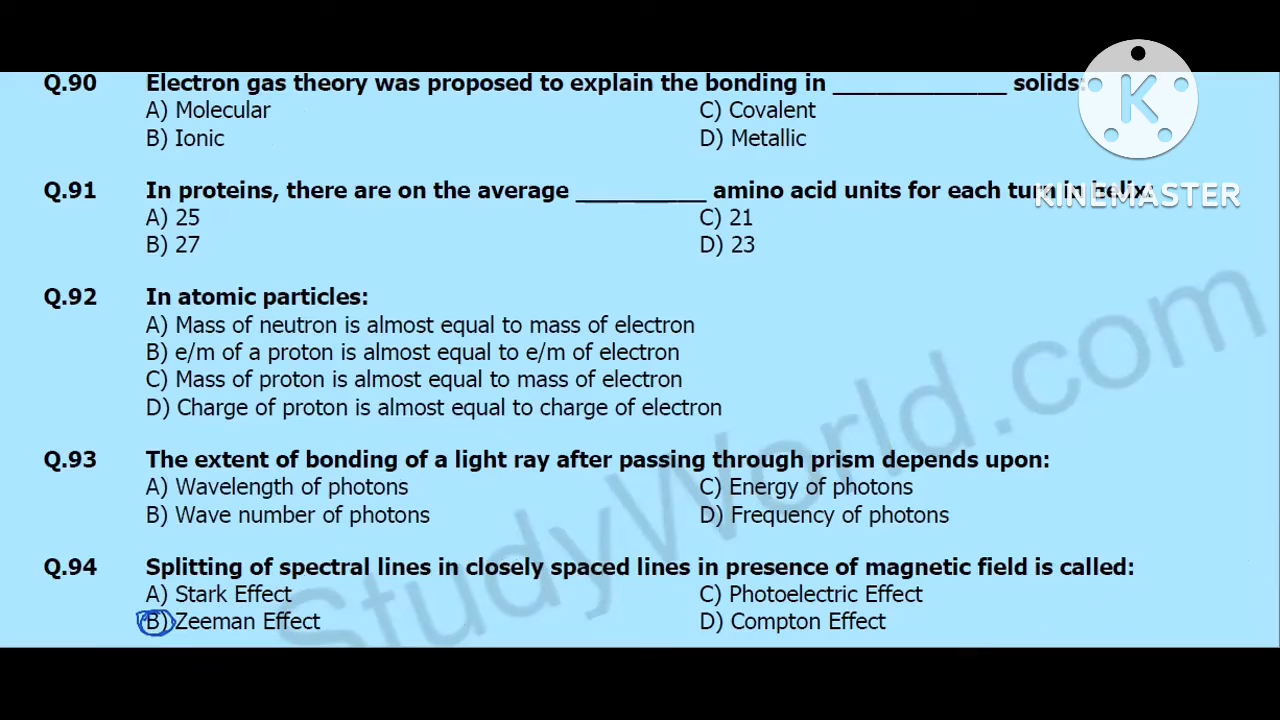 Q.90 Electron gas theory was proposed to explain the bonding in _____________ solids:
A) Molecular C) Covalent
B) Ionic D) Metallic
Q.91 In proteins, there are on the average __________ amino acid units for each turn in helix:
A) 25 C) 21
B) 27 D) 23
Q.92 In atomic particles:
A) Mass of neutron is almost equal to mass of electron
B) e/m of a proton is almost equal to e/m of electron
C) Mass of proton is almost equal to mass of electron
D) Charge of proton is almost equal to charge of electron
Q.93 The extent of bonding of a light ray after passing through prism depends upon:
A) Wavelength of photons C) Energy of photons
B) Wave number of photons D) Frequency of photons
Q.94 Splitting of spectral lines in closely spaced lines in presence of magnetic field is called:
A) Stark Effect C) Photoelectric Effect
B) Zeeman Effect D) Compton Effect
K
KINEMASTER
StudyWorld.com